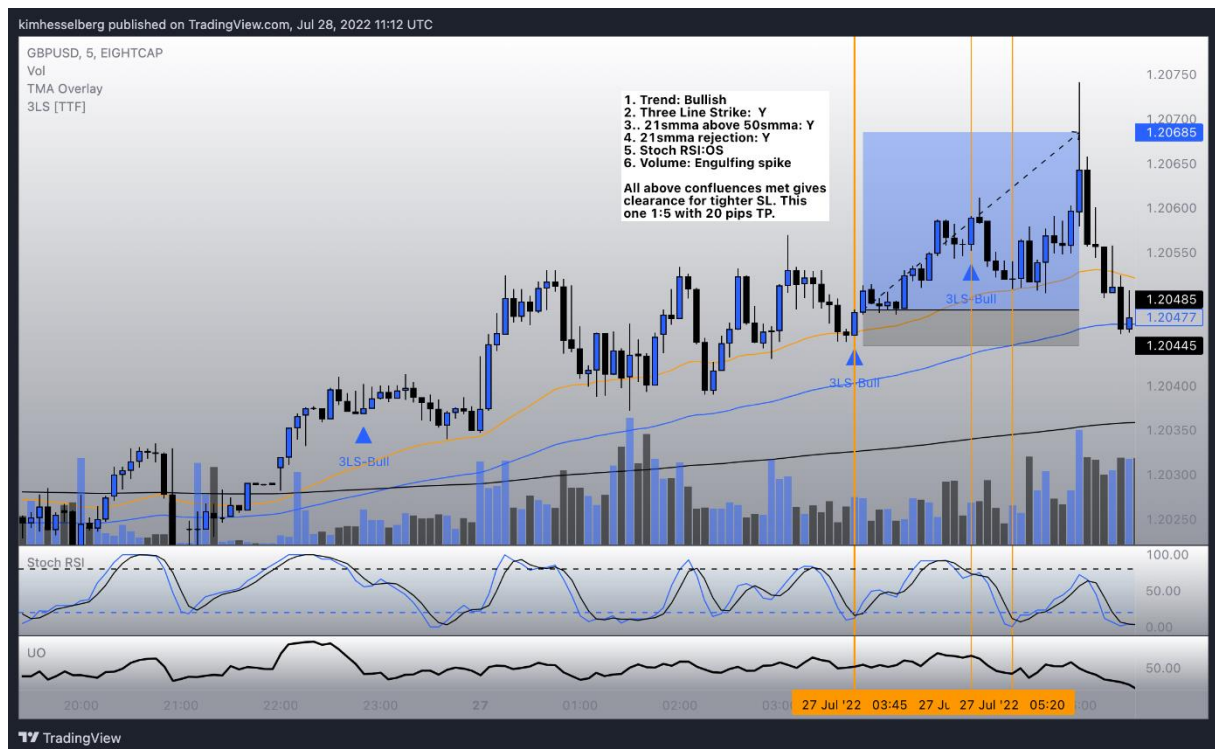 kimhesselberg published on TradingView.com, Jul 28, 2022 11:12 UTC
GBPUSD, 5, EIGHTCAP
Vol
TMA Overlay
3LS [TTF]
1. Trend: Bullish
2. Three Line Strike: Y
3.. 21smma above 50smma: Y
4. 21smma rejection: Y
5. Stoch RSI:OS
6. Volume: Engulfing spike
All above confluences met gives
clearance for tighter SL. This
one 1:5 with 20 pips TP.
1.20750
1.20700
1.20685
1.20650
1.20600
1.20550
1.20485
1.20477
1.20445
1.20400
1.20350
1.20300
1.20250
3LS-Bull
3LS-Bull
3LS-Bull
Stoch RSI
100.00
50.00
0.00
UO
50.00
20:00 21:00 22:00 23:00 27 01:00 02:00 03:0 27 Jul '22 03:45 27 Ju 27 Jul '22 05:20 :00
TradingView